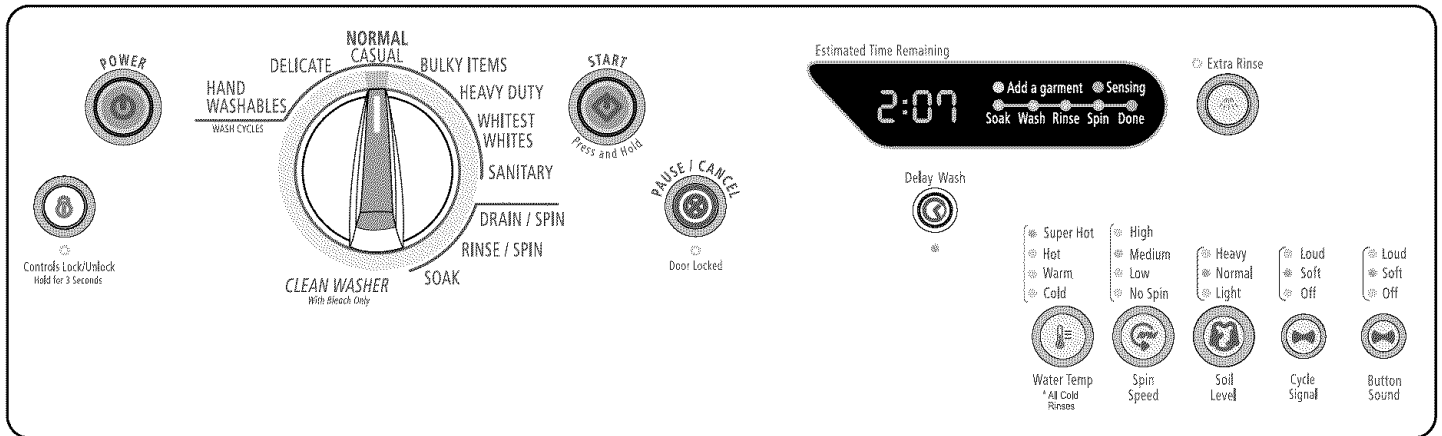 POWER
Controls Lock/Unlock
Hold for 3 Seconds
HAND
WASHABLES
WASH CYCLES
DELICATE
NORMAL
CASUAL
BULKY ITEMS
HEAVY DUTY
WHITEST
WHITES
SANITARY
DRAIN / SPIN
RINSE / SPIN
SOAK
CLEAN WASHER
With Bleach Only
START
Press and Hold
PAUSE / CANCEL
Door Locked
Estimated Time Remaining
2:07
Add a garment Sensing
Soak Wash Rinse Spin Done
Extra Rinse
Delay Wash
Super Hot
Hot
Warm
Cold
Water Temp
* All Cold
Rinses
High
Medium
Low
No Spin
Spin
Speed
Heavy
Normal
Light
Soil
Level
Loud
Soft
Off
Cycle
Signal
Loud
Soft
Off
Button
Sound